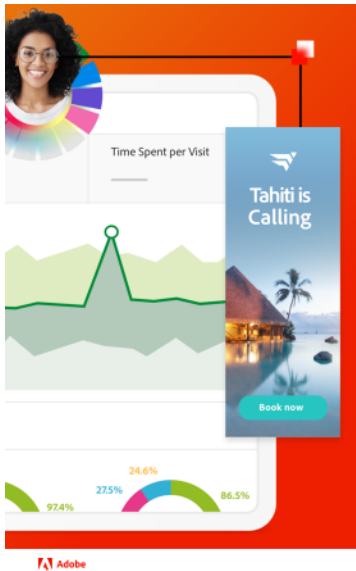 Time Spent per Visit
Tahiti is
Calling
Book now
24.6%
27.5%
86.5%
97.4%
Adobe